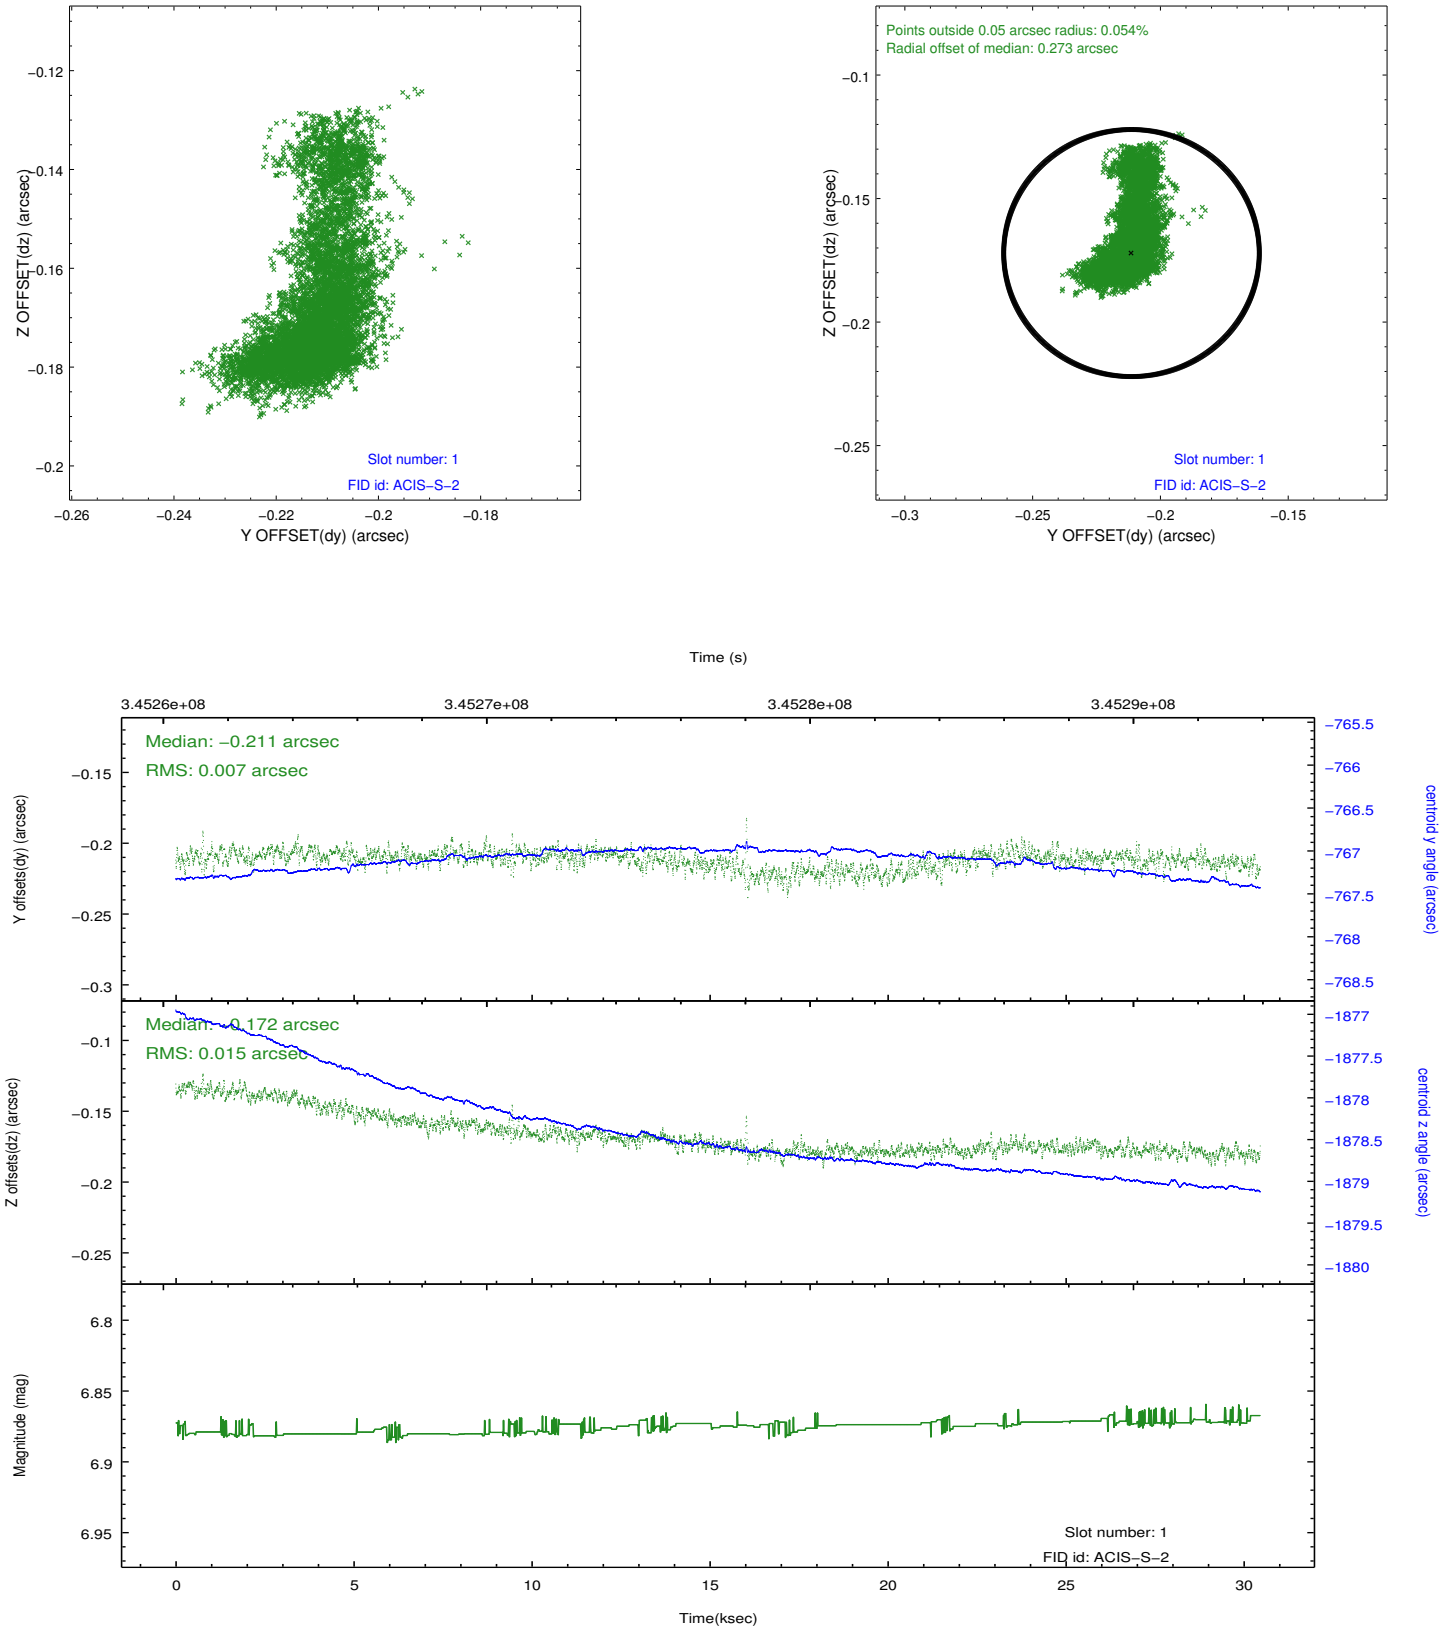 −0.12
−0.14
−0.16
−0.18
−0.2
Z OFFSET(dz) (arcsec)
Slot number: 1
FID id: ACIS−S−2
−0.26
−0.24
−0.22
−0.2
−0.18
Y OFFSET(dy) (arcsec)
Points outside 0.05 arcsec radius: 0.054%
Radial offset of median: 0.273 arcsec
−0.1
−0.15
−0.2
−0.25
Z OFFSET(dz) (arcsec)
Slot number: 1
FID id: ACIS−S−2
−0.3
−0.25
−0.2
−0.15
Y OFFSET(dy) (arcsec)
Time (s)
3.4526e+08
3.4527e+08
3.4528e+08
3.4529e+08
Median: −0.211 arcsec
RMS: 0.007 arcsec
−0.15
−0.2
−0.25
−0.3
Y offsets(dy) (arcsec)
−765.5
−766
−766.5
−767
−767.5
−768
−768.5
centroid y angle (arcsec)
Median: −0.172 arcsec
RMS: 0.015 arcsec
−0.1
−0.15
−0.2
−0.25
Z offsets(dz) (arcsec)
−1877
−1877.5
−1878
−1878.5
−1879
−1879.5
−1880
centroid z angle (arcsec)
6.8
6.85
6.9
6.95
Magnitude (mag)
Slot number: 1
FID id: ACIS−S−2
0
5
10
15
20
25
30
Time(ksec)